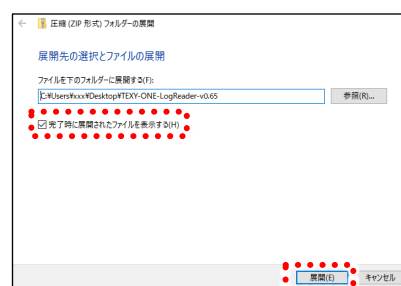 圧縮 (ZIP 形式) フォルダーの展開
展開先の選択とファイルの展開
ファイルを下のフォルダーに展開する(F):
C:¥Users¥xxx¥Desktop¥TEXY-ONE-LogReader-v0.65
参照(R)...
完了時に展開されたファイルを表示する(H)
展開(E)
キャンセル